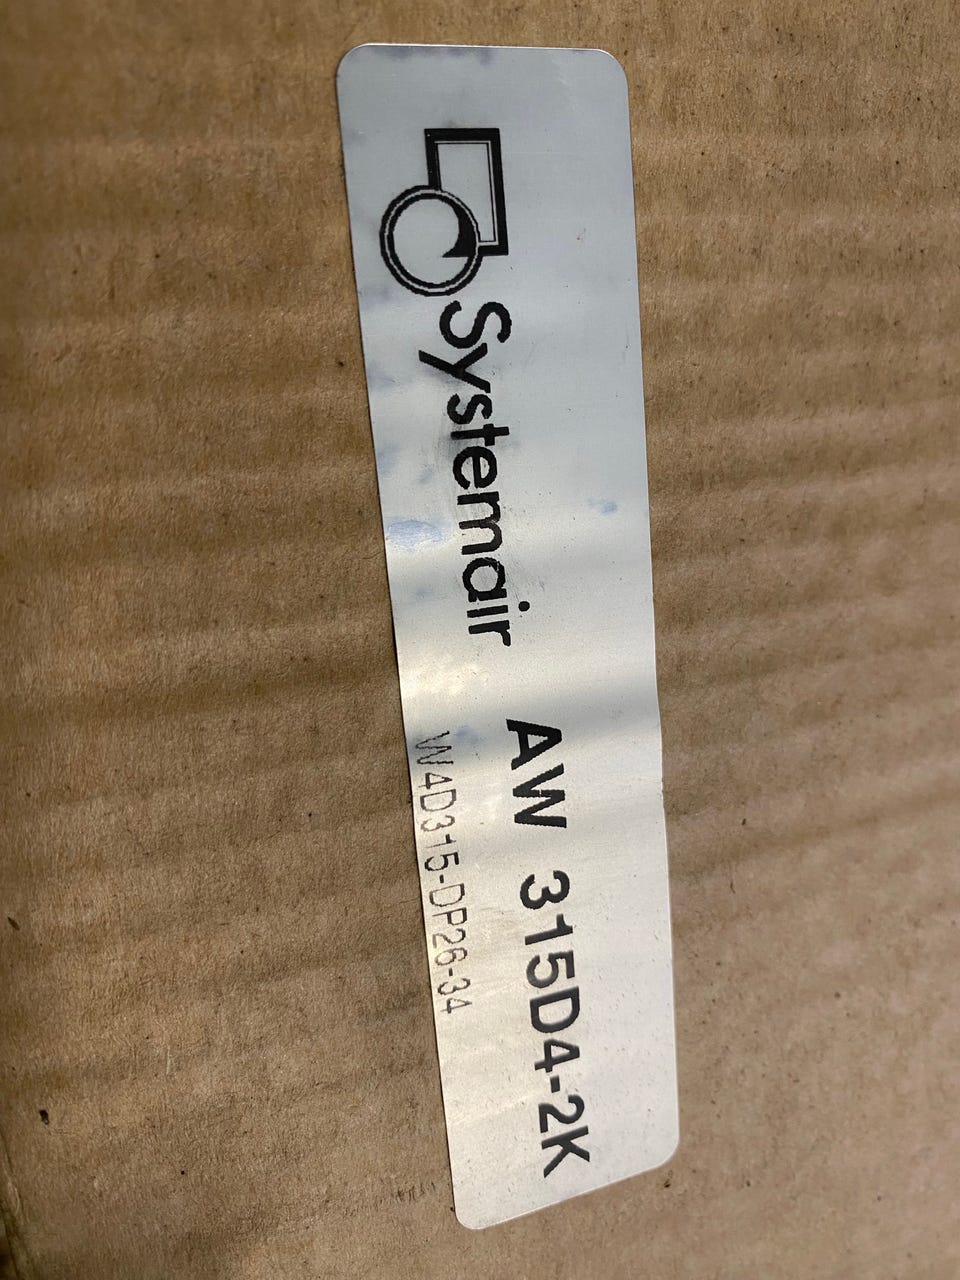 Systemair
AW 315D4-2K
W4D315-DP26-34